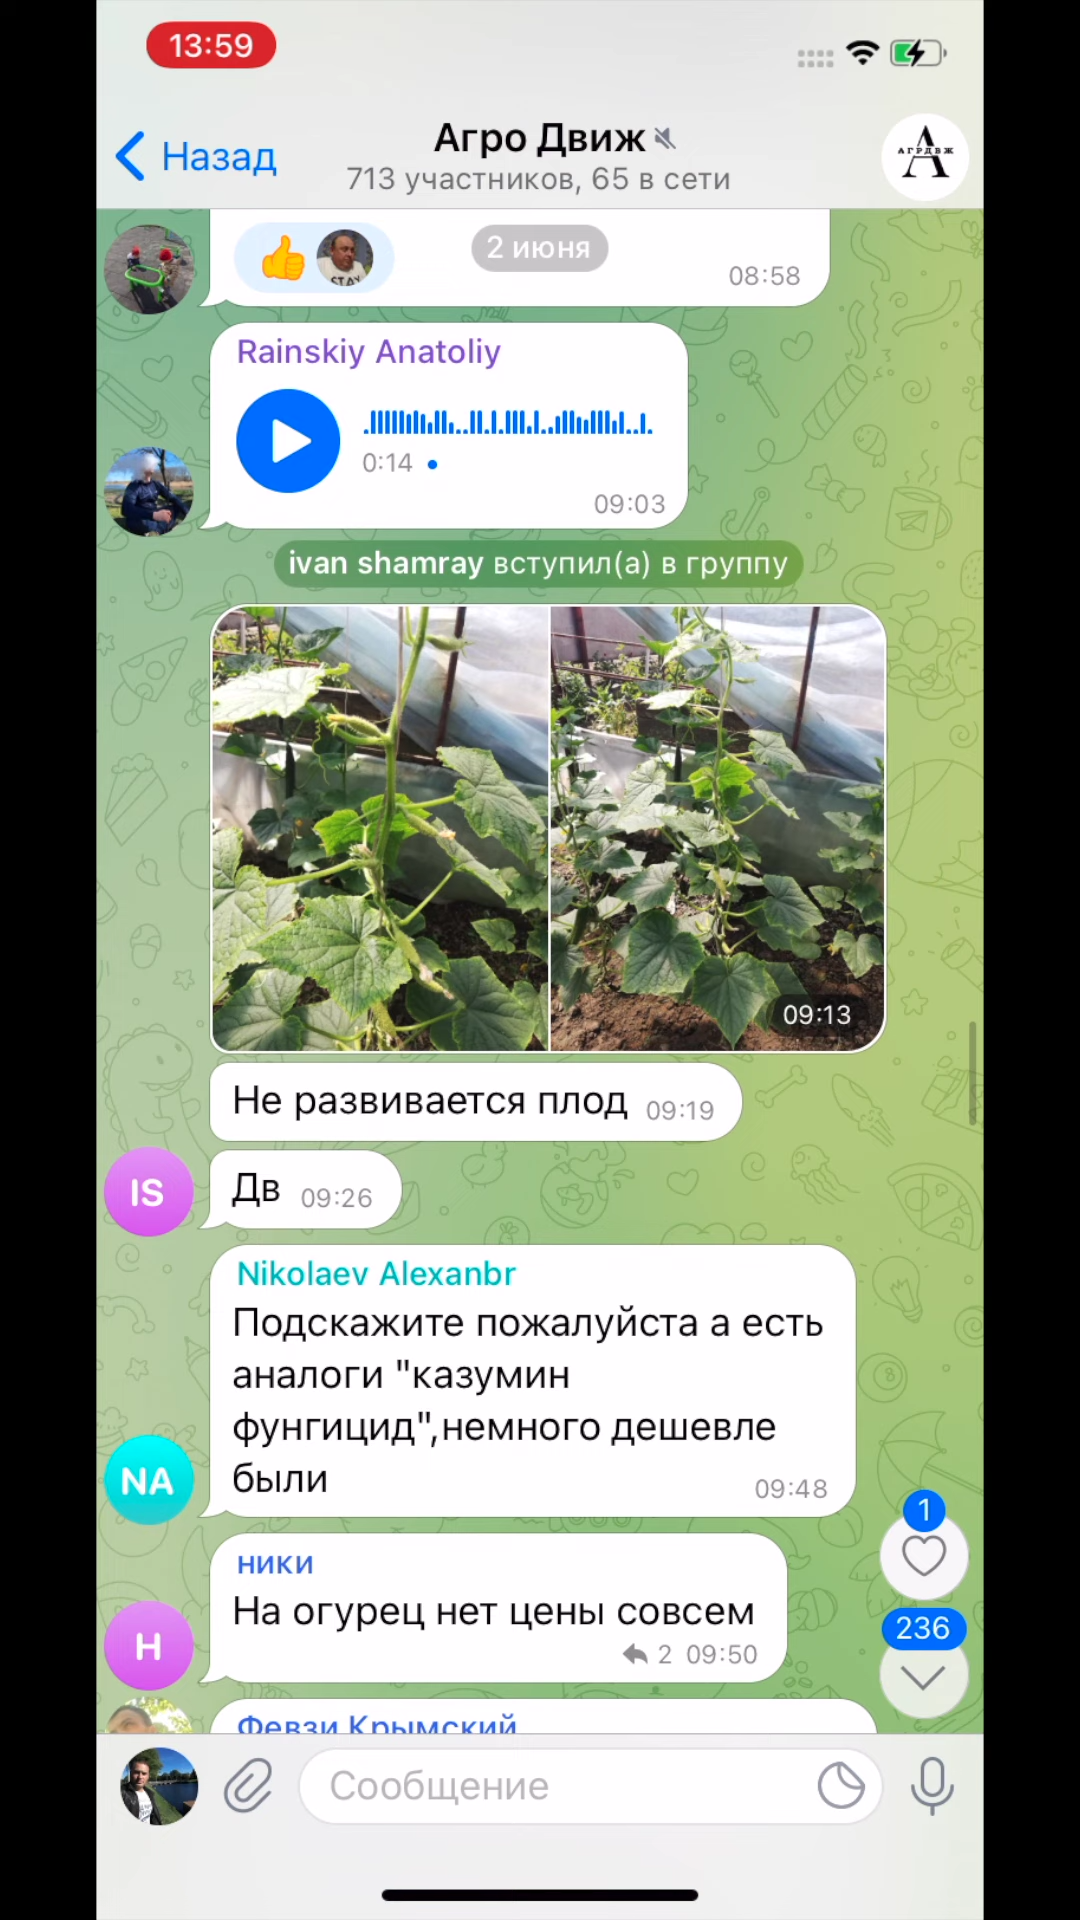 13:59
Назад
Агро Движ
713 участников, 65 в сети
АГРДВЖ
А
2 июня
08:58
Rainskiy Anatoliy
0:14
09:03
ivan shamray вступил(а) в группу
09:13
Не развивается плод 09:19
IS
Дв 09:26
Nikolaev Alexanbr
Подскажите пожалуйста а есть
аналоги "казумин
фунгицид",немного дешевле
были
09:48
NA
1
ники
На огурец нет цены совсем
2 09:50
Н
236
Февзи Крымский
Сообщение